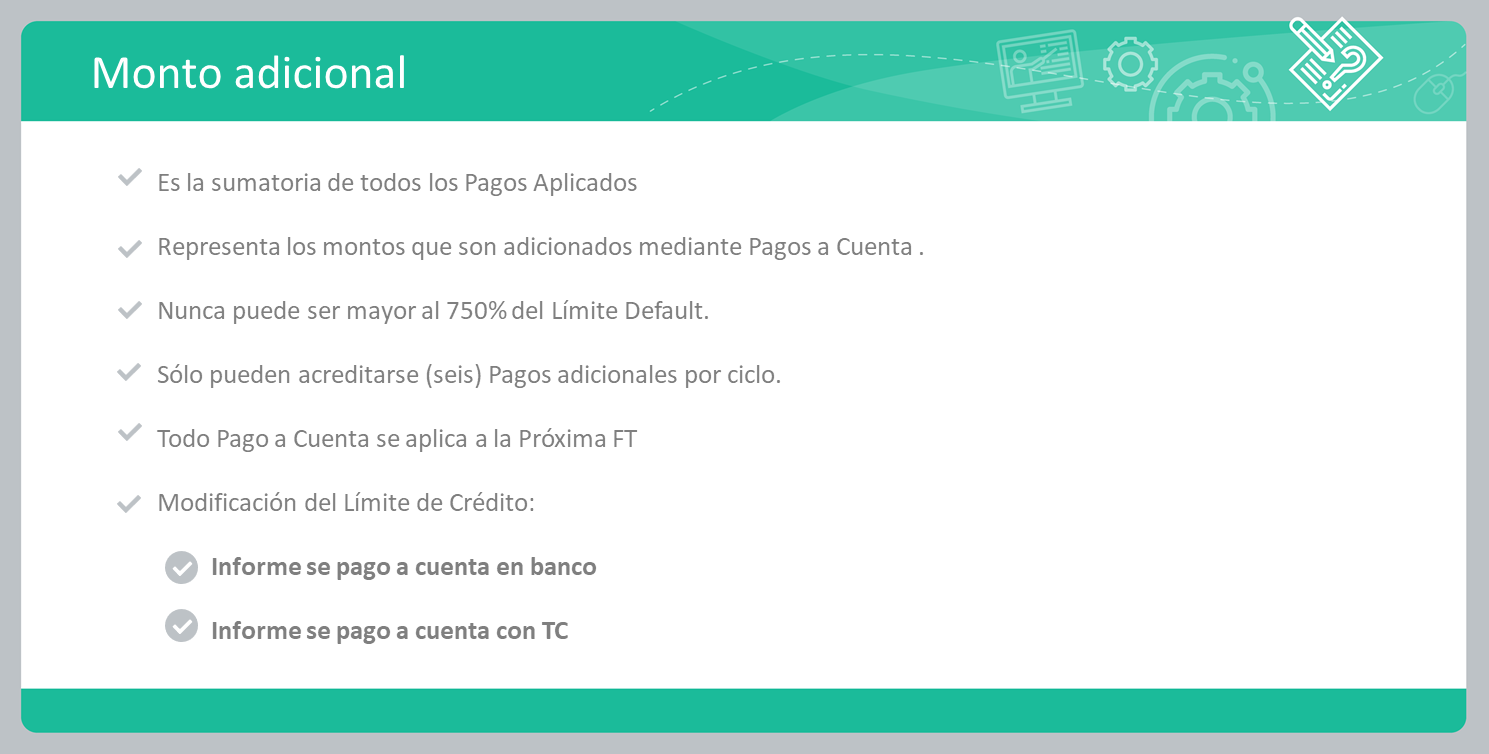 Monto adicional
Es la sumatoria de todos los Pagos Aplicados
Representa los montos que son adicionados mediante Pagos a Cuenta .
Nunca puede ser mayor al 750% del Límite Default.
Sólo pueden acreditarse (seis) Pagos adicionales por ciclo.
Todo Pago a Cuenta se aplica a la Próxima FT
Modificación del Límite de Crédito:
Informe se pago a cuenta en banco
Informe se pago a cuenta con TC